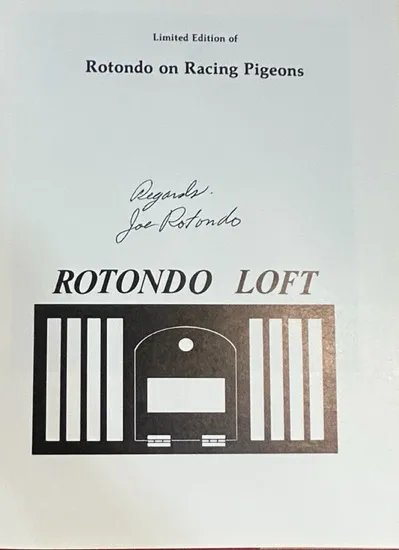 Limited Edition of
Rotondo on Racing Pigeons
Regards.
Joe Rotondo
ROTONDO LOFT